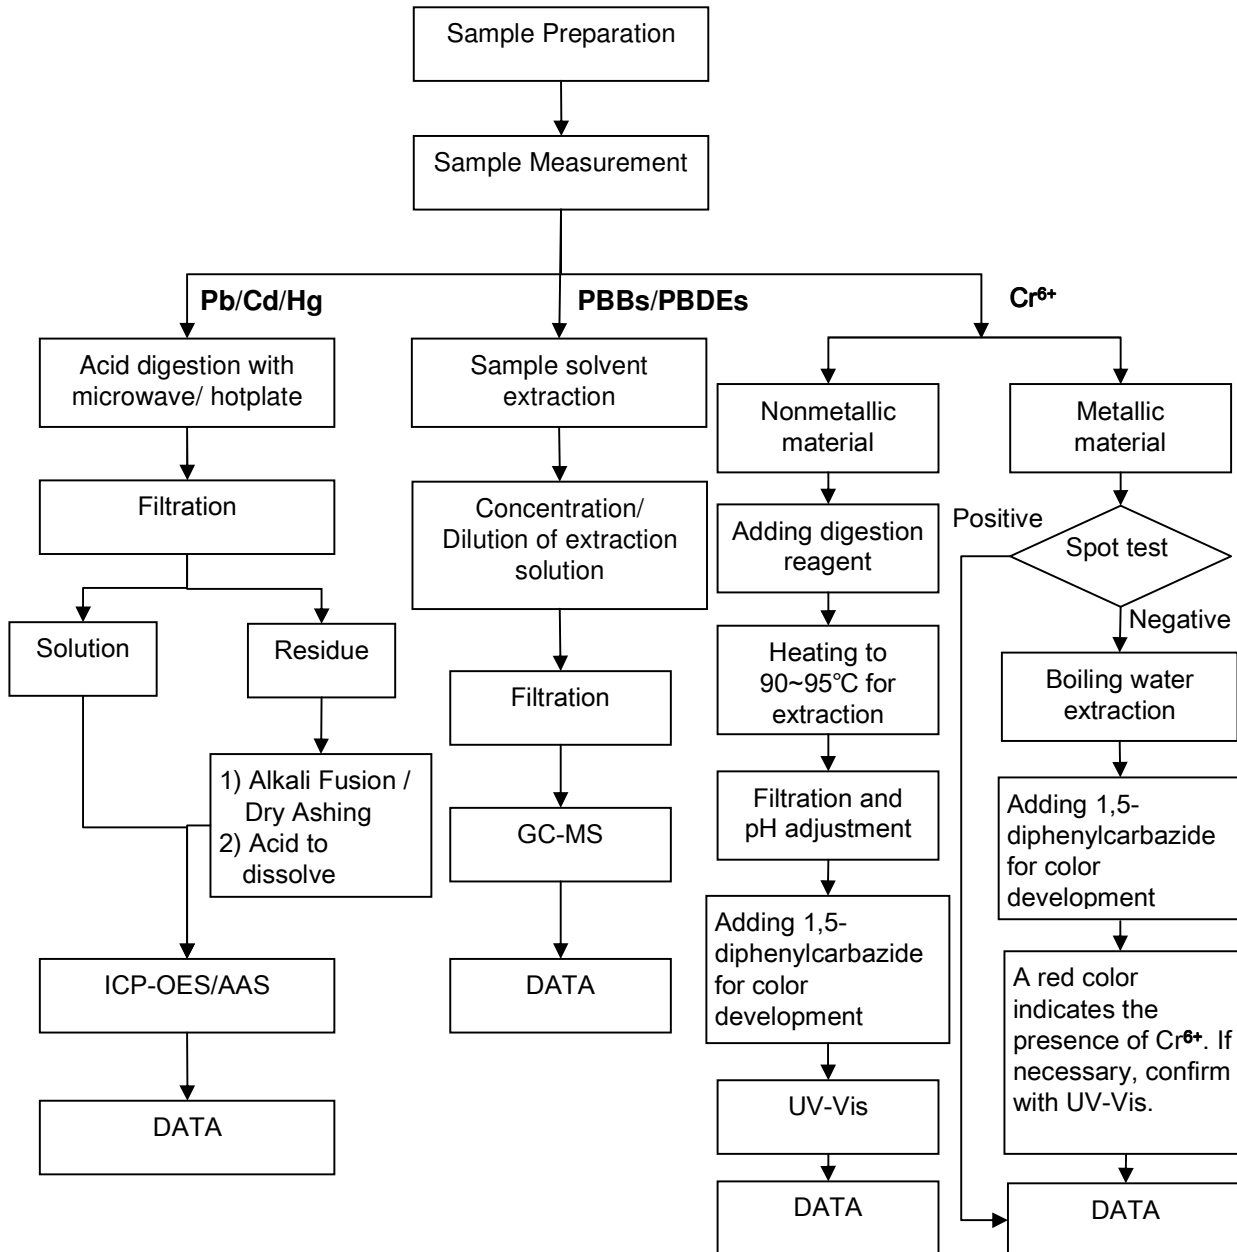 Sample Preparation
Sample Measurement
Pb/Cd/Hg
PBBs/PBDEs
Cr⁶⁺
Acid digestion with
microwave/ hotplate
Filtration
Solution
Residue
1) Alkali Fusion /
Dry Ashing
2) Acid to
dissolve
ICP-OES/AAS
DATA
Sample solvent
extraction
Concentration/
Dilution of extraction
solution
Filtration
GC-MS
DATA
Nonmetallic
material
Adding digestion
reagent
Heating to
90~95℃ for
extraction
Filtration and
pH adjustment
Adding 1,5-
diphenylcarbazide
for color
development
UV-Vis
DATA
Metallic
material
Spot test
Positive
Negative
Boiling water
extraction
Adding 1,5-
diphenylcarbazide
for color
development
A red color
indicates the
presence of Cr⁶⁺. If
necessary, confirm
with UV-Vis.
DATA